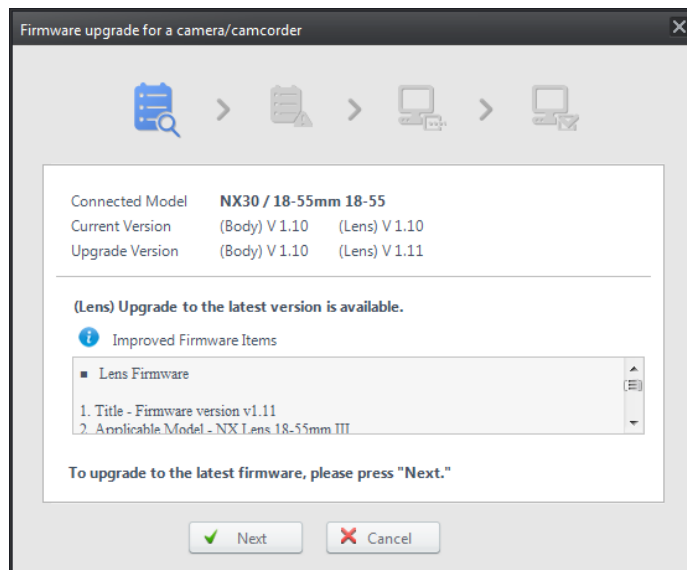 Firmware upgrade for a camera/camcorder
Connected Model NX30 / 18-55mm 18-55
Current Version (Body) V 1.10 (Lens) V 1.10
Upgrade Version (Body) V 1.10 (Lens) V 1.11
(Lens) Upgrade to the latest version is available.
Improved Firmware Items
■ Lens Firmware
1. Title - Firmware version v1.11
2. Applicable Model - NX Lens 18-55mm III
To upgrade to the latest firmware, please press "Next."
Next Cancel